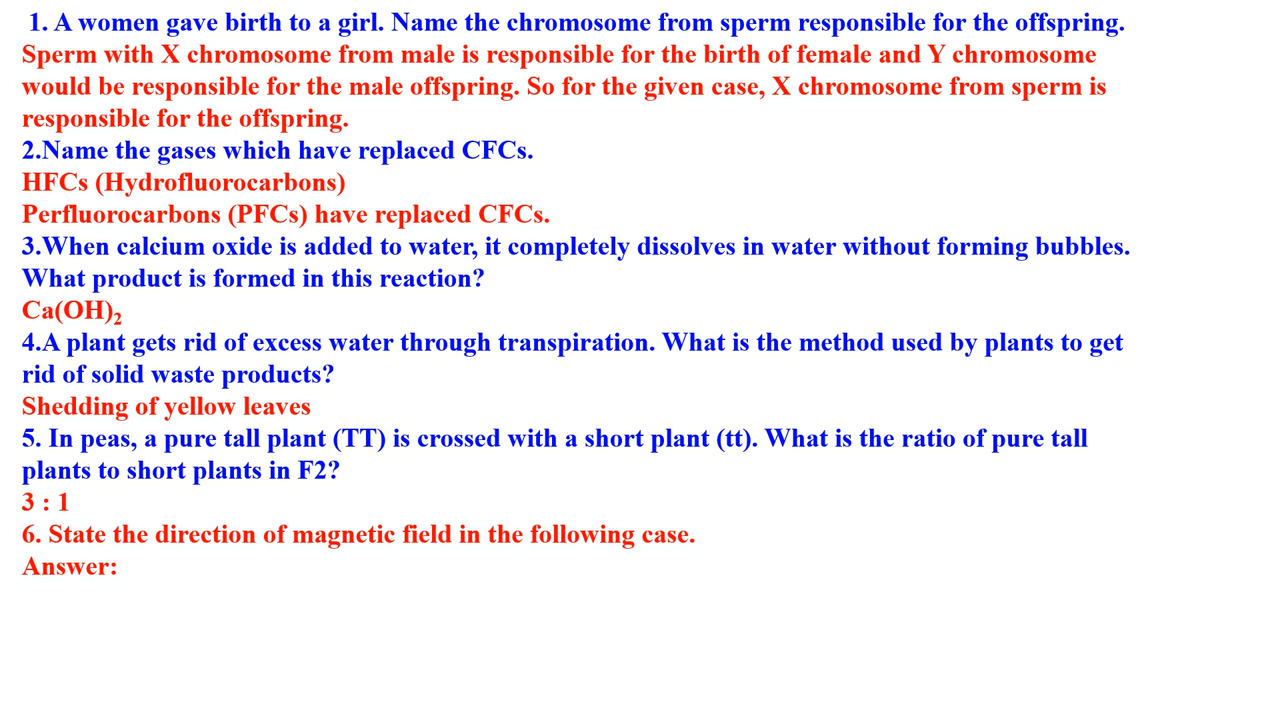 1. A women gave birth to a girl. Name the chromosome from sperm responsible for the offspring.
Sperm with X chromosome from male is responsible for the birth of female and Y chromosome
would be responsible for the male offspring. So for the given case, X chromosome from sperm is
responsible for the offspring.
2.Name the gases which have replaced CFCs.
HFCs (Hydrofluorocarbons)
Perfluorocarbons (PFCs) have replaced CFCs.
3.When calcium oxide is added to water, it completely dissolves in water without forming bubbles.
What product is formed in this reaction?
Ca(OH)₂
4.A plant gets rid of excess water through transpiration. What is the method used by plants to get
rid of solid waste products?
Shedding of yellow leaves
5. In peas, a pure tall plant (TT) is crossed with a short plant (tt). What is the ratio of pure tall
plants to short plants in F2?
3 : 1
6. State the direction of magnetic field in the following case.
Answer: